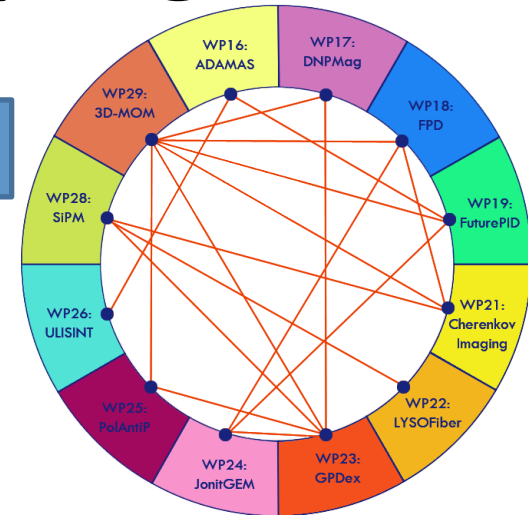 WP16:
ADAMAS
WP17:
DNPMag
WP18:
FPD
WP19:
FuturePID
WP21:
Cherenkov
Imaging
WP22:
LYSOFiber
WP23:
GPDex
WP24:
JonitGEM
WP25:
PolAntiP
WP26:
ULISINT
WP28:
SiPM
WP29:
3D-MOM